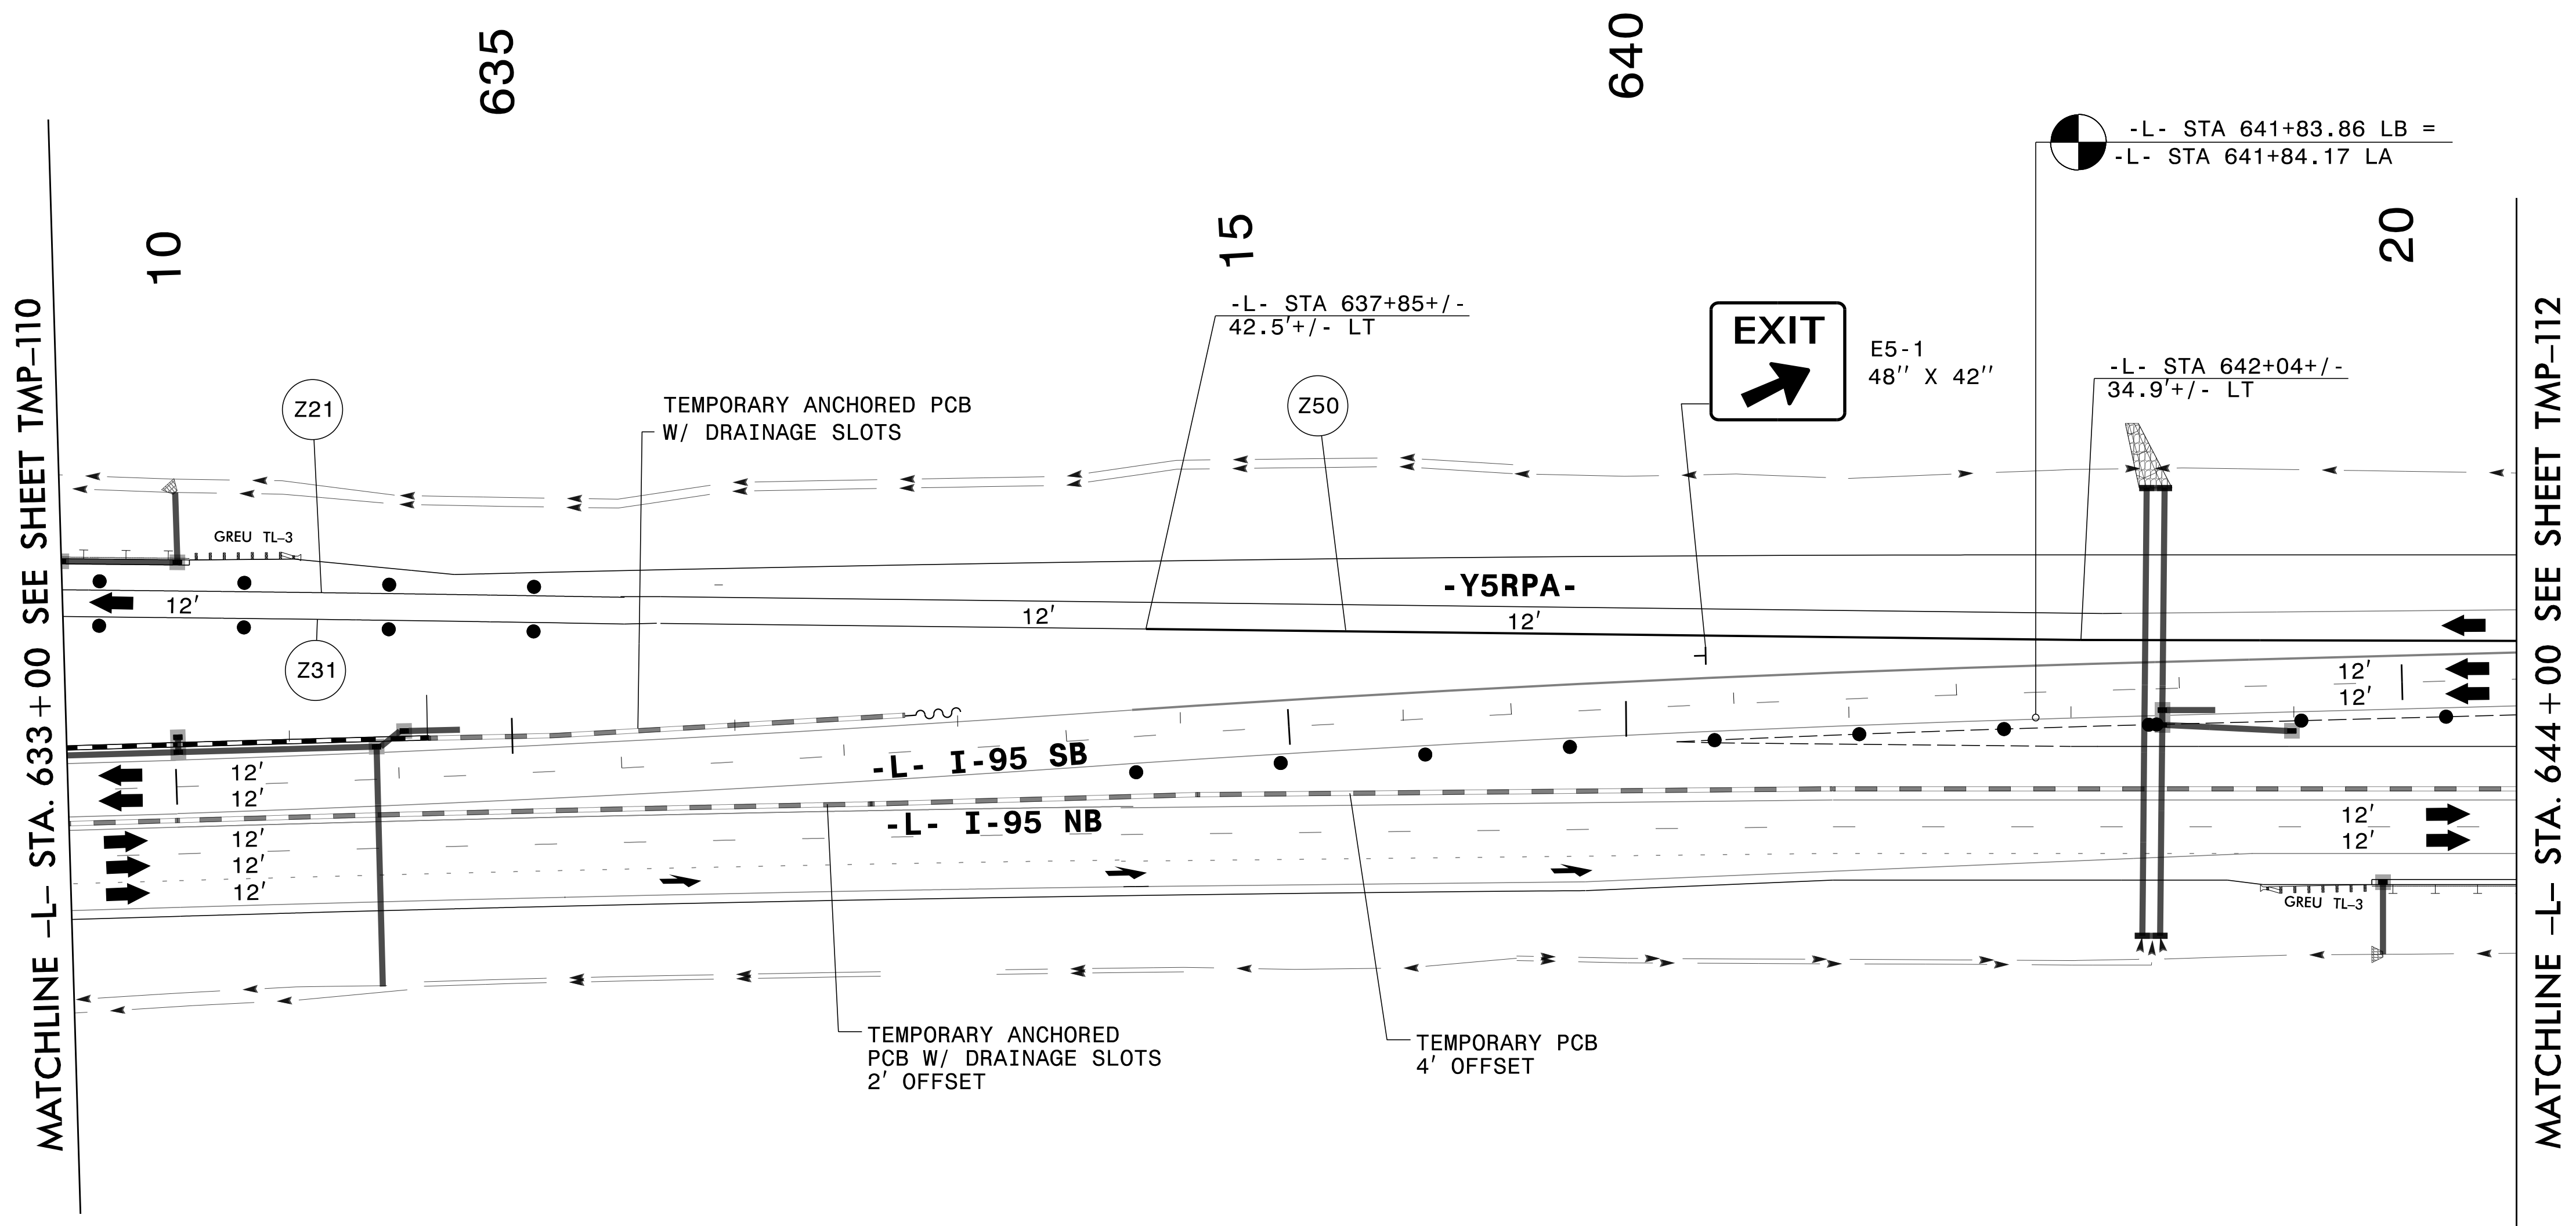 635
640
-L- STA 641+83.86 LB =
-L- STA 641+84.17 LA
10
15
20
-L- STA 637+85+/-
42.5'+/- LT
EXIT
E5-1
48'' X 42''
-L- STA 642+04+/-
34.9'+/- LT
Z21
TEMPORARY ANCHORED PCB
W/ DRAINAGE SLOTS
Z50
MATCHLINE -L- STA. 633+00 SEE SHEET TMP-110
MATCHLINE -L- STA. 644+00 SEE SHEET TMP-112
GREU TL-3
-Y5RPA-
12'
12'
12'
Z31
12'
12'
-L- I-95 SB
12'
12'
-L- I-95 NB
12'
12'
12'
12'
12'
GREU TL-3
TEMPORARY ANCHORED
PCB W/ DRAINAGE SLOTS
2' OFFSET
TEMPORARY PCB
4' OFFSET